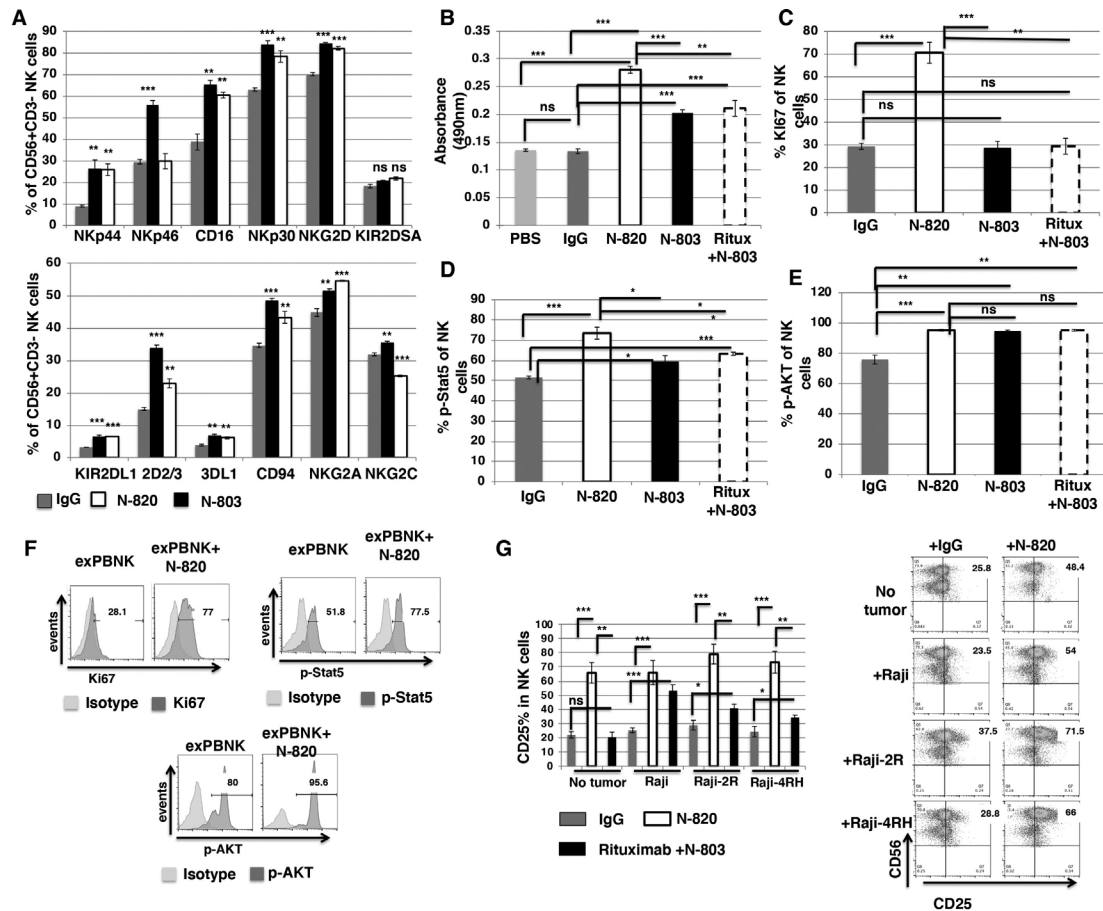 A
% of CD56+CD3- NK cells
90
80
70
60
50
40
30
20
10
0
** **
***
** **
*** **
*** ***
ns ns
NKp44 NKp46 CD16 NKp30 NKG2D KIR2DSA
% of CD56+CD3- NK cells
60
50
40
30
20
10
0
*** ***
*** **
** **
*** **
** ***
** ***
KIR2DL1 2D2/3 3DL1 CD94 NKG2A NKG2C
IgG N-820 N-803
B
Absorbance
(490nm)
0.35
0.3
0.25
0.2
0.15
0.1
0.05
0
***
***
***
**
***
ns
***
PBS IgG N-820 N-803 Ritux
+N-803
C
% KI67 of NK
cells
80
70
60
50
40
30
20
10
0
***
***
**
ns
ns
IgG N-820 N-803 Ritux
+N-803
D
% p-Stat5 of NK
cells
90
80
70
60
50
40
30
20
10
0
*
***
*
*
***
*
IgG N-820 N-803 Ritux
+N-803
E
% p-AKT of NK
cells
120
100
80
60
40
20
0
**
**
***
ns
ns
IgG N-820 N-803 Ritux
+N-803
F
exPBNK exPBNK+
N-820
28.1 77
events
Ki67
Isotype Ki67
exPBNK exPBNK+
N-820
51.8 77.5
events
p-Stat5
Isotype p-Stat5
exPBNK exPBNK+
N-820
80 95.6
events
p-AKT
Isotype p-AKT
G
CD25% in NK cells
100
90
80
70
60
50
40
30
20
10
0
***
**
ns
***
***
***
**
*
***
**
*
No tumor Raji Raji-2R Raji-4RH
IgG N-820
Rituximab +N-803
+IgG +N-820
No
tumor
25.8 48.4
+Raji
23.5 54
+Raji-2R
37.5 71.5
+Raji-4RH
28.8 66
CD56
CD25